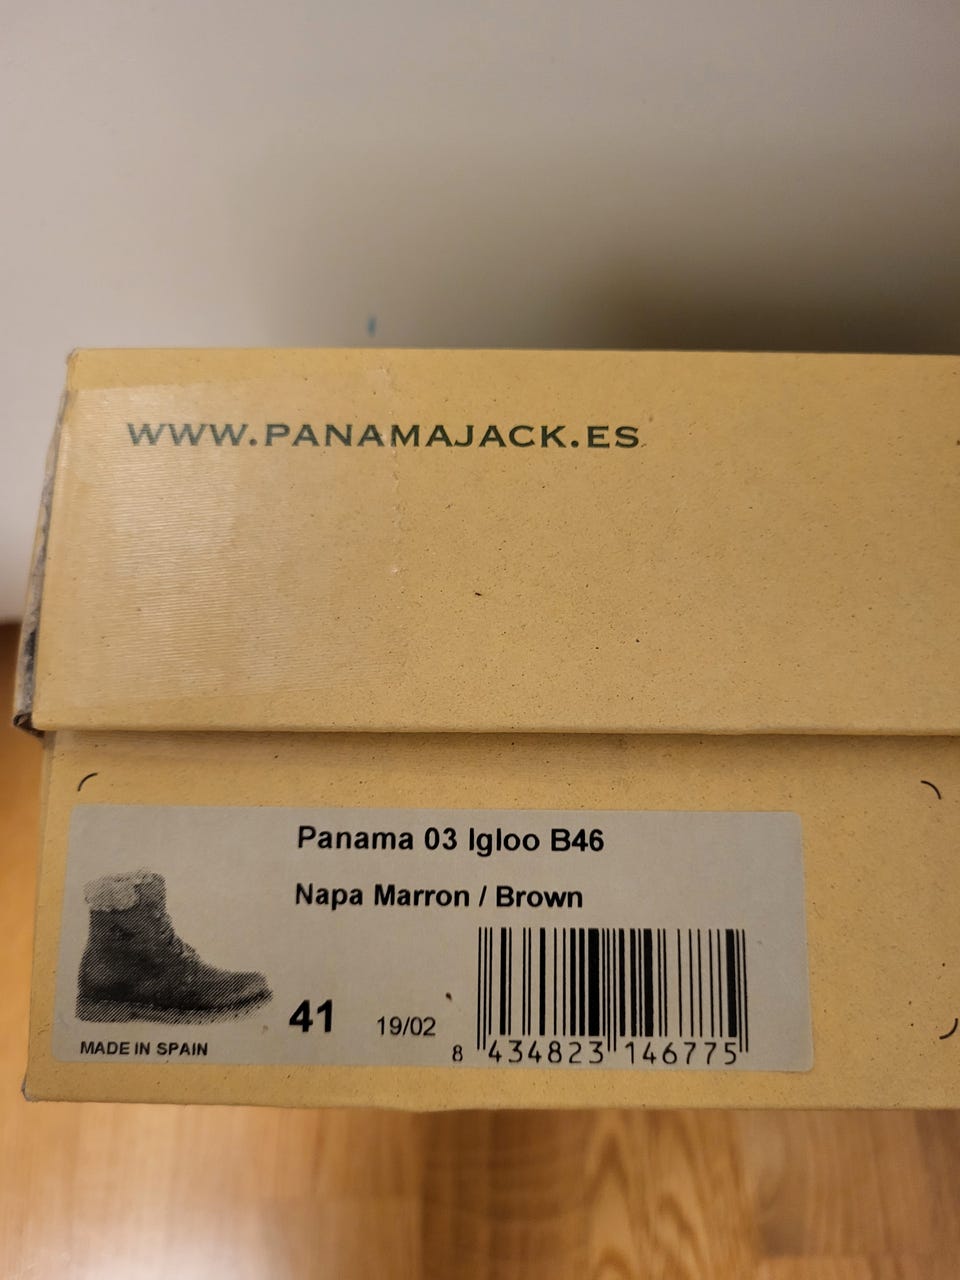 WWW.PANAMAJACK.ES
Panama 03 Igloo B46
Napa Marron / Brown
41
19/02
8 434823 146775
MADE IN SPAIN